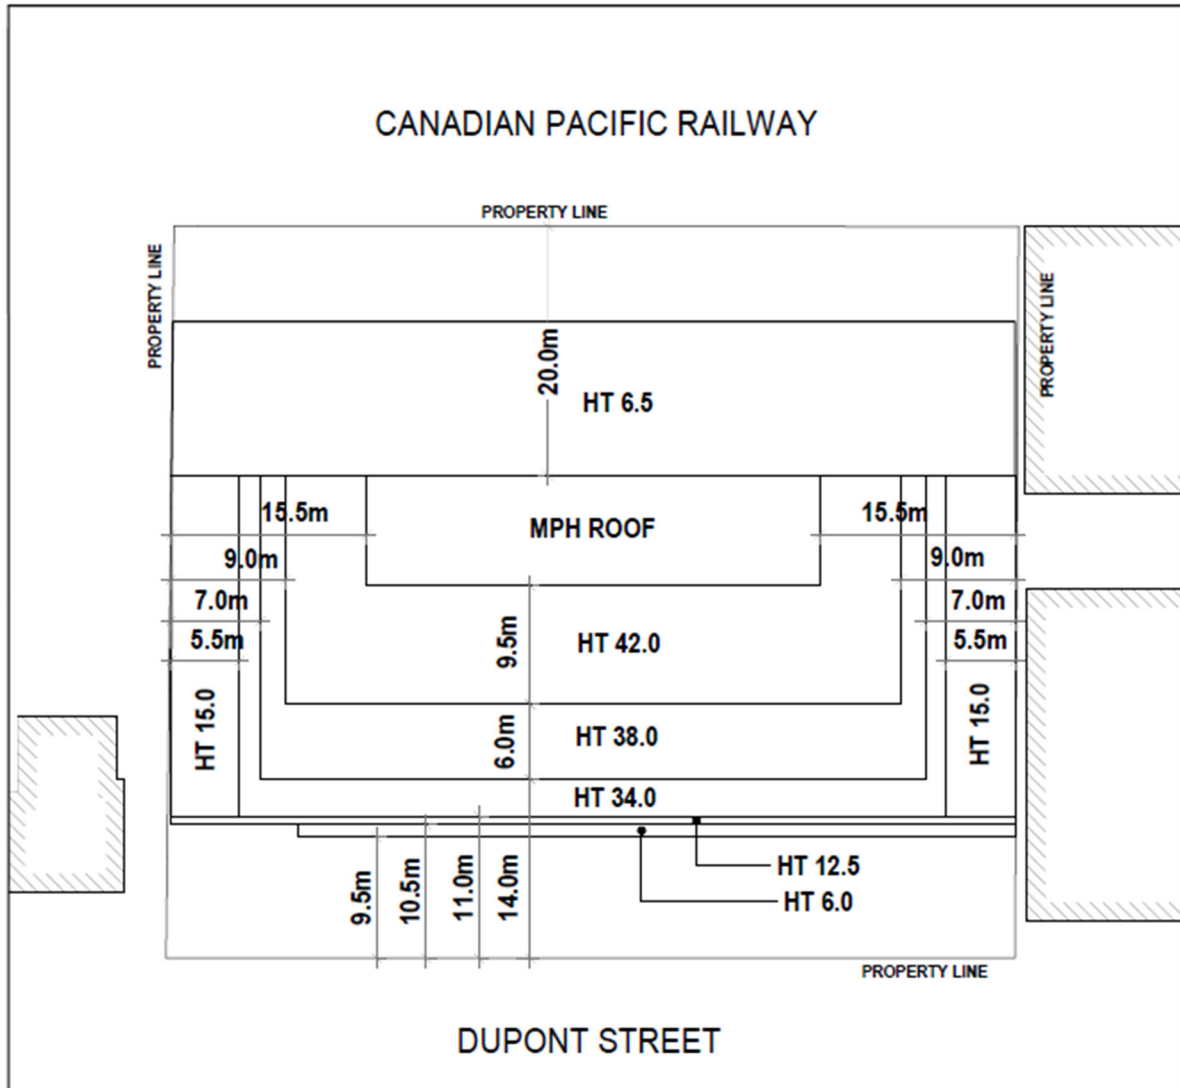 CANADIAN PACIFIC RAILWAY
PROPERTY LINE
PROPERTY LINE
PROPERTY LINE
20.0m
HT 6.5
15.5m
MPH ROOF
15.5m
9.0m
9.0m
7.0m
7.0m
5.5m
9.5m
HT 42.0
5.5m
HT 15.0
6.0m
HT 38.0
HT 15.0
HT 34.0
9.5m
10.5m
11.0m
14.0m
HT 12.5
HT 6.0
PROPERTY LINE
DUPONT STREET